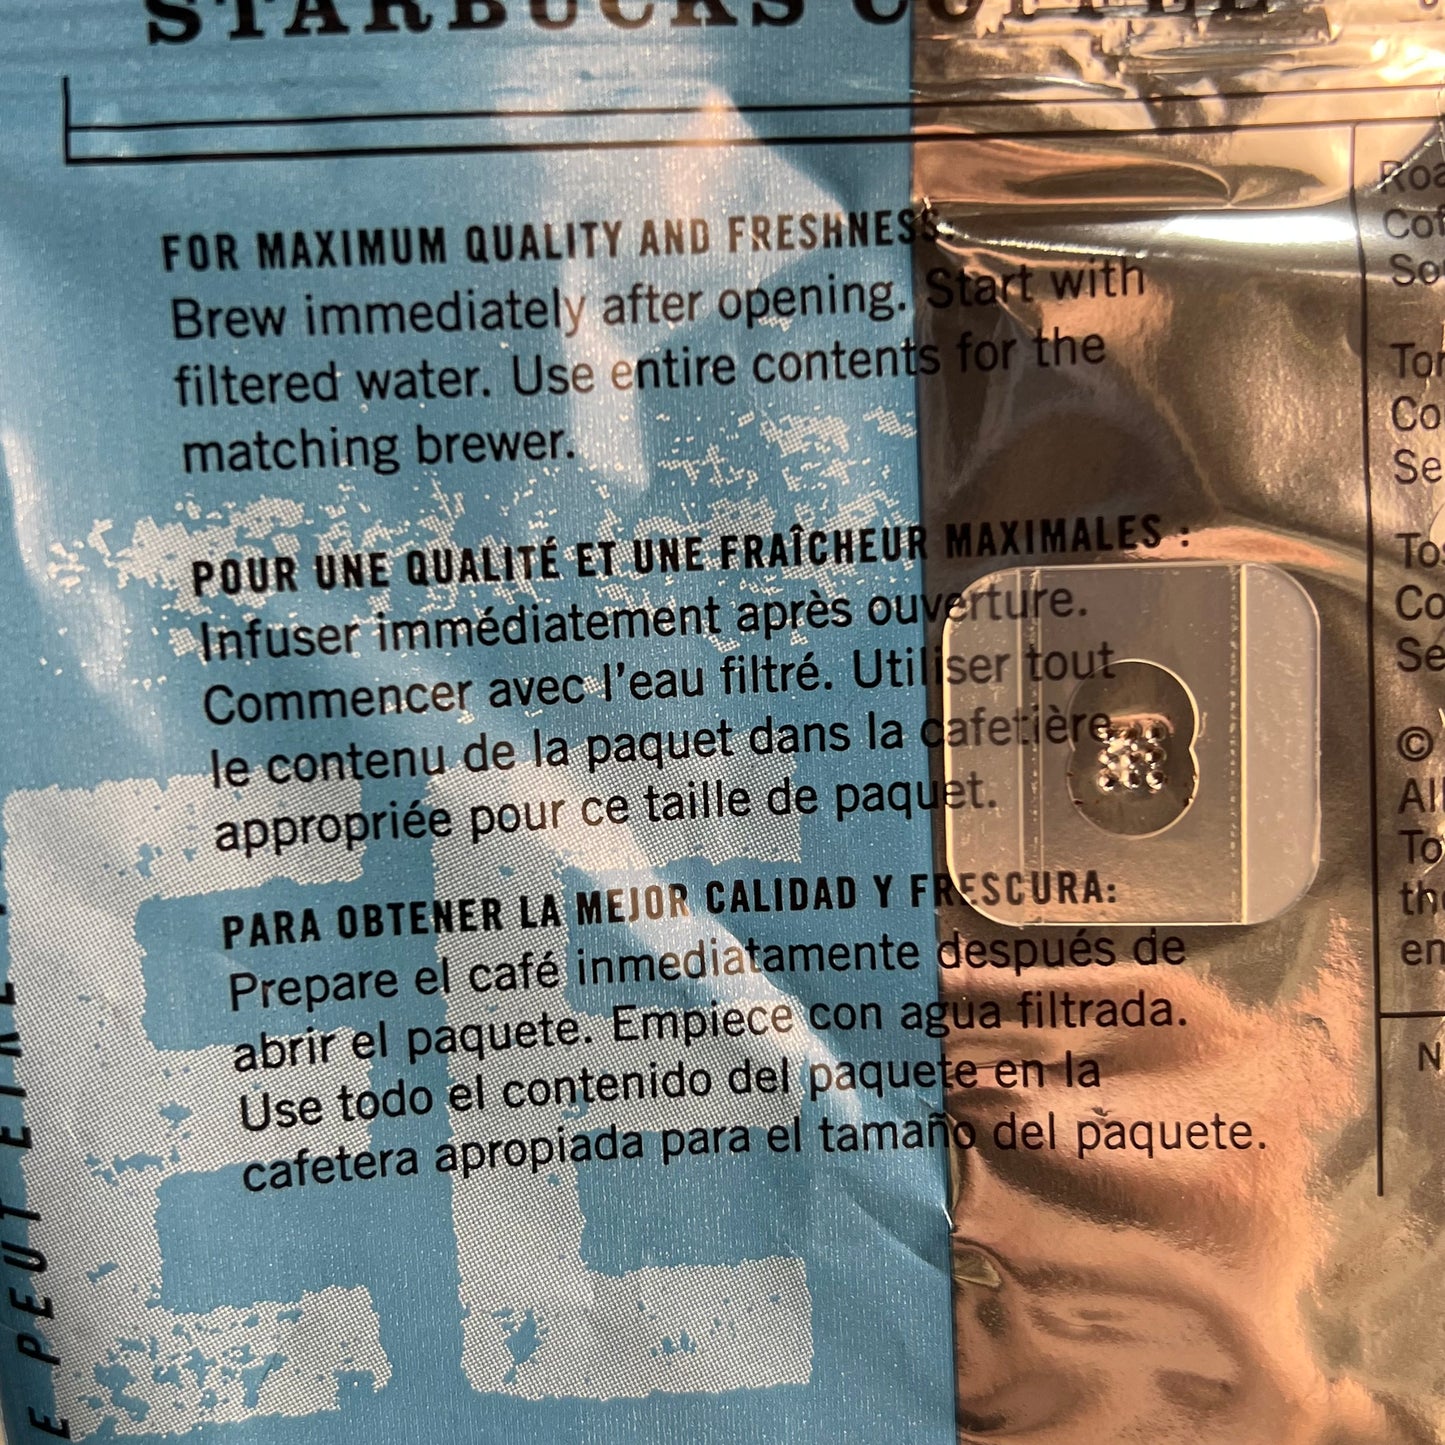 STARBUCKS COFFEE
FOR MAXIMUM QUALITY AND FRESHNESS:
Brew immediately after opening. Start with
filtered water. Use entire contents for the
matching brewer.
POUR UNE QUALITÉ ET UNE FRAÎCHEUR MAXIMALES :
Infuser immédiatement après ouverture.
Commencer avec l'eau filtré. Utiliser tout
le contenu de la paquet dans la cafetière
appropriée pour ce taille de paquet.
PARA OBTENER LA MEJOR CALIDAD Y FRESCURA:
Prepare el café inmediatamente después de
abrir el paquete. Empiece con agua filtrada.
Use todo el contenido del paquete en la
cafetera apropiada para el tamaño del paquete.
PEUT
©